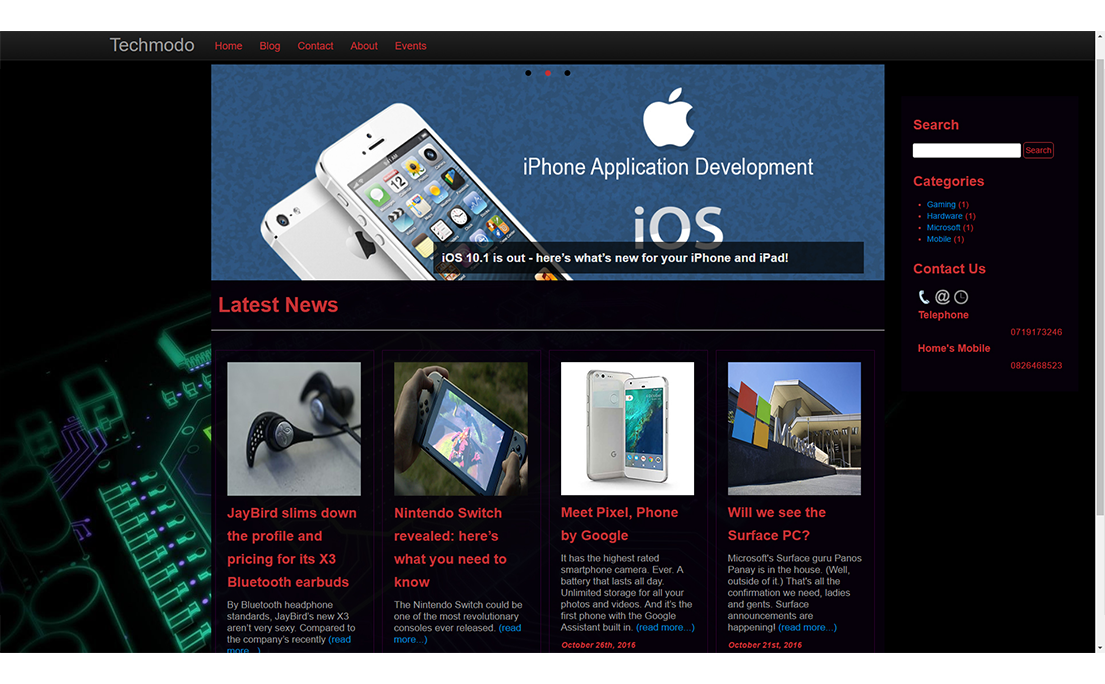 Techmodo Home Blog Contact About Events
iPhone Application Development
iOS
iOS 10.1 is out - here's what's new for your iPhone and iPad!
Latest News
JayBird slims down
the profile and
pricing for its X3
Bluetooth earbuds
By Bluetooth headphone
standards, JayBird's new X3
aren't very sexy. Compared to
the company's recently (read
more...)
Nintendo Switch
revealed: here's
what you need to
know
The Nintendo Switch could be
one of the most revolutionary
consoles ever released. (read
more...)
Meet Pixel, Phone
by Google
It has the highest rated
smartphone camera. Ever. A
battery that lasts all day.
Unlimited storage for all your
photos and videos. And it's the
first phone with the Google
Assistant built in. (read more...)
October 26th, 2016
Will we see the
Surface PC?
Microsoft's Surface guru Panos
Panay is in the house. (Well,
outside of it.) That's all the
confirmation we need, ladies
and gents. Surface
announcements are
happening! (read more...)
October 21st, 2016
Search
Search
Categories
Gaming (1)
Hardware (1)
Microsoft (1)
Mobile (1)
Contact Us
Telephone
0719173246
Home's Mobile
0826468523